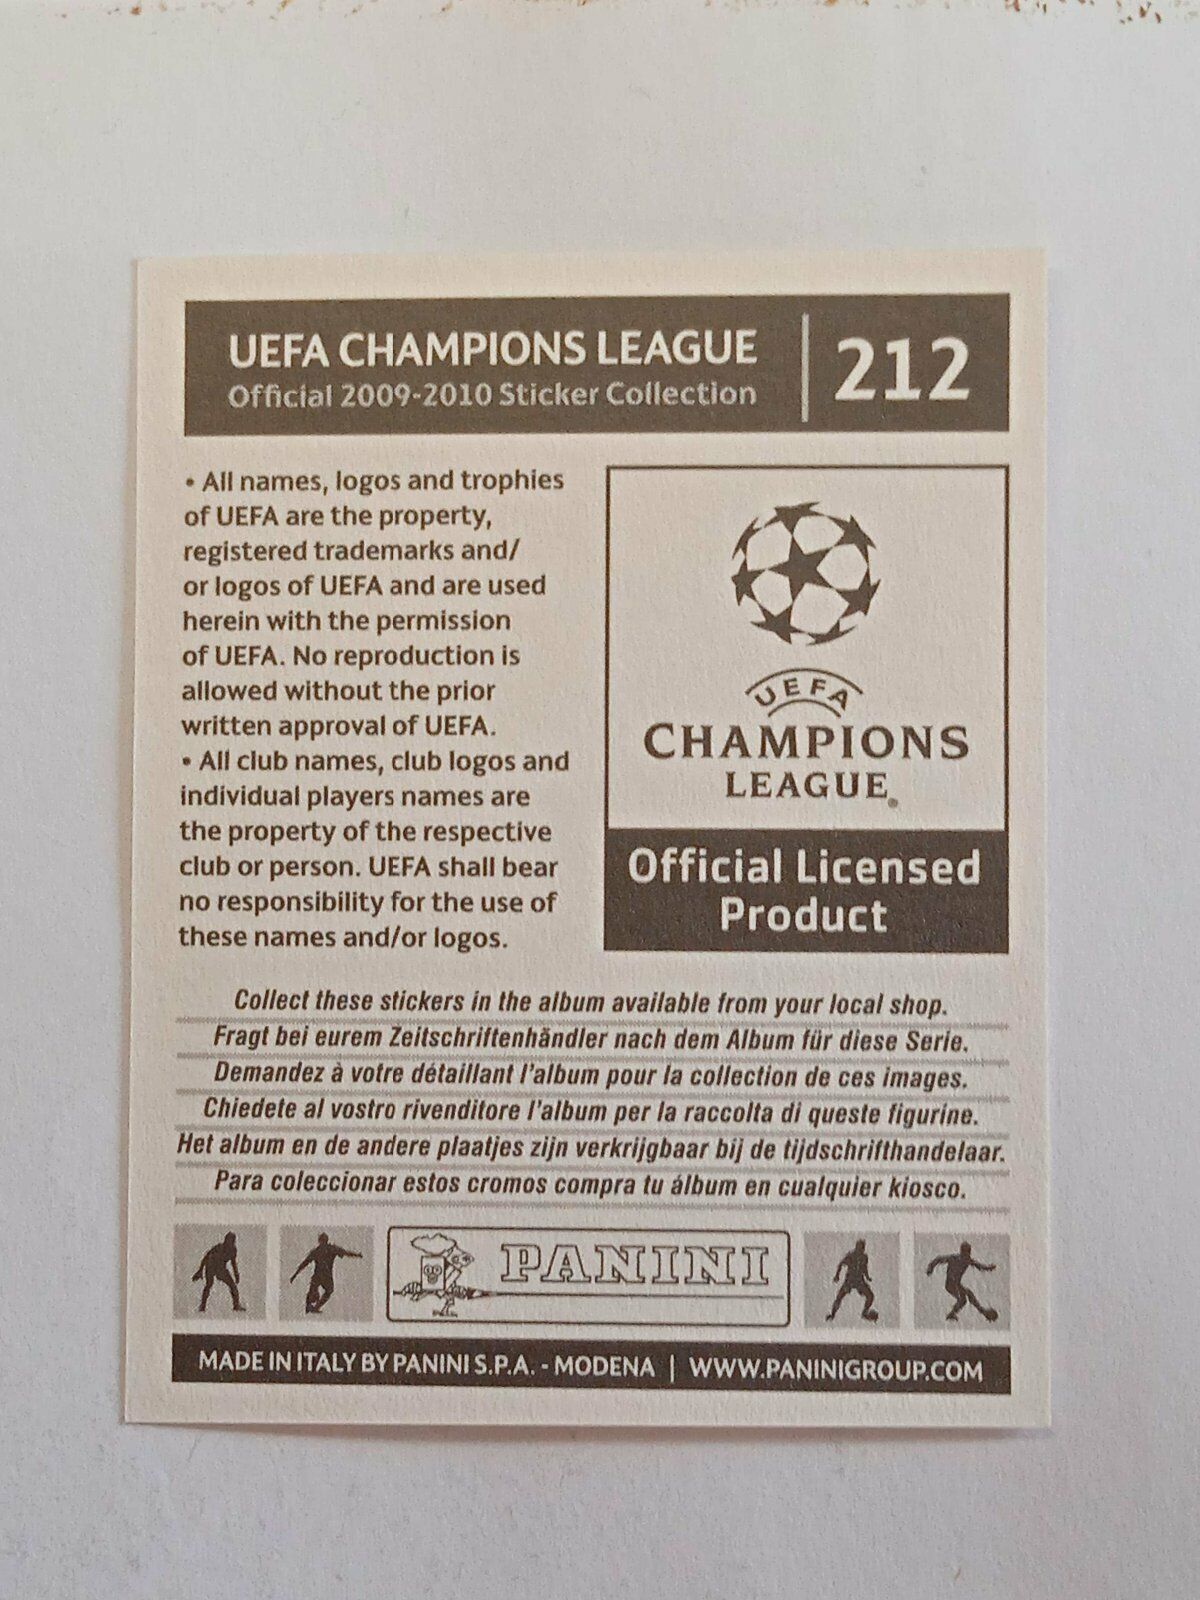 UEFA CHAMPIONS LEAGUE
Official 2009-2010 Sticker Collection
212
• All names, logos and trophies
of UEFA are the property,
registered trademarks and/
or logos of UEFA and are used
herein with the permission
of UEFA. No reproduction is
allowed without the prior
written approval of UEFA.
• All club names, club logos and
individual players names are
the property of the respective
club or person. UEFA shall bear
no responsibility for the use of
these names and/or logos.
UEFA
CHAMPIONS
LEAGUE
Official Licensed
Product
Collect these stickers in the album available from your local shop.
Fragt bei eurem Zeitschriftenhändler nach dem Album für diese Serie.
Demandez à votre détaillant l'album pour la collection de ces images.
Chiedete al vostro rivenditore l'album per la raccolta di queste figurine.
Het album en de andere plaatjes zijn verkrijgbaar bij de tijdschrifthandelaar.
Para coleccionar estos cromos compra tu álbum en cualquier kiosco.
PANINI
MADE IN ITALY BY PANINI S.P.A. - MODENA | WWW.PANINIGROUP.COM